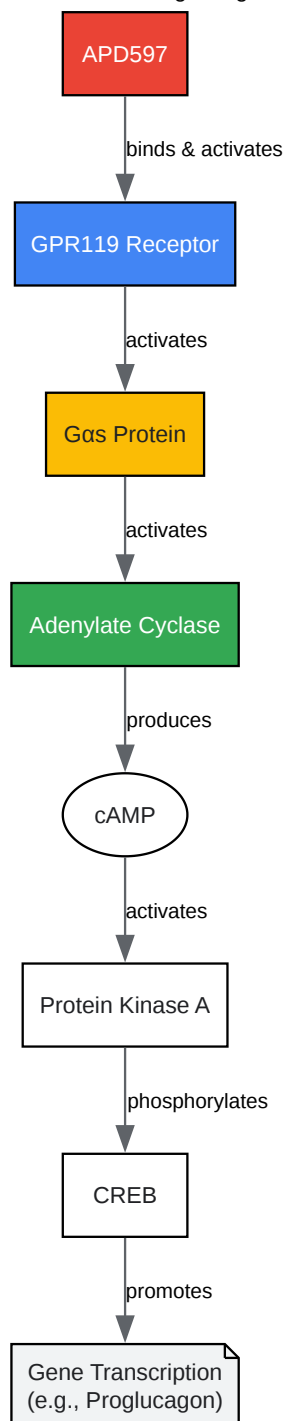 APD597
binds & activates
GPR119 Receptor
activates
Gαs Protein
activates
Adenylate Cyclase
produces
cAMP
activates
Protein Kinase A
phosphorylates
CREB
promotes
Gene Transcription
(e.g., Proglucagon)